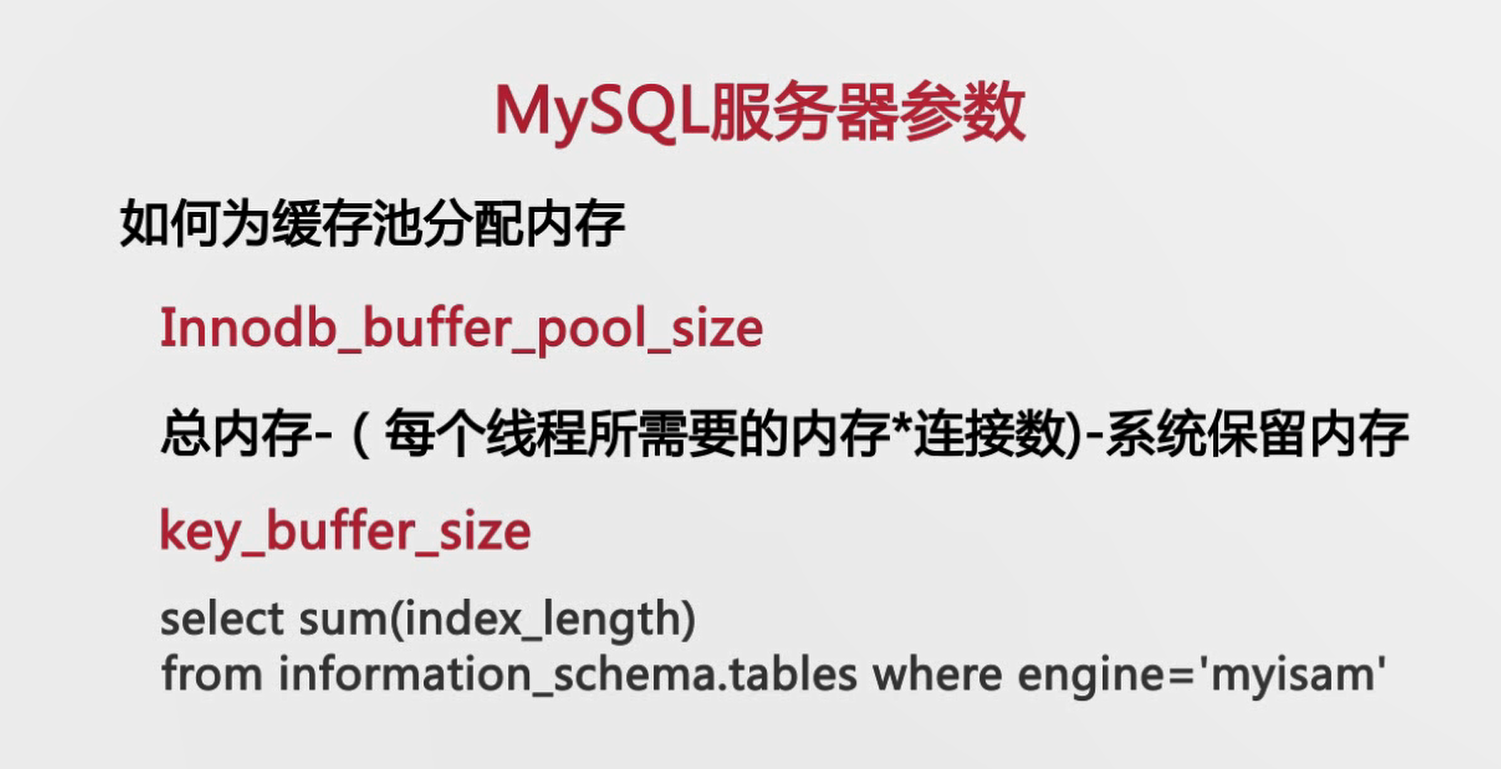 MySQL服务器参数
如何为缓存池分配内存
Innodb_buffer_pool_size
总内存-（每个线程所需要的内存*连接数)-系统保留内存
key_buffer_size
select sum(index_length)
from information_schema.tables where engine='myisam'